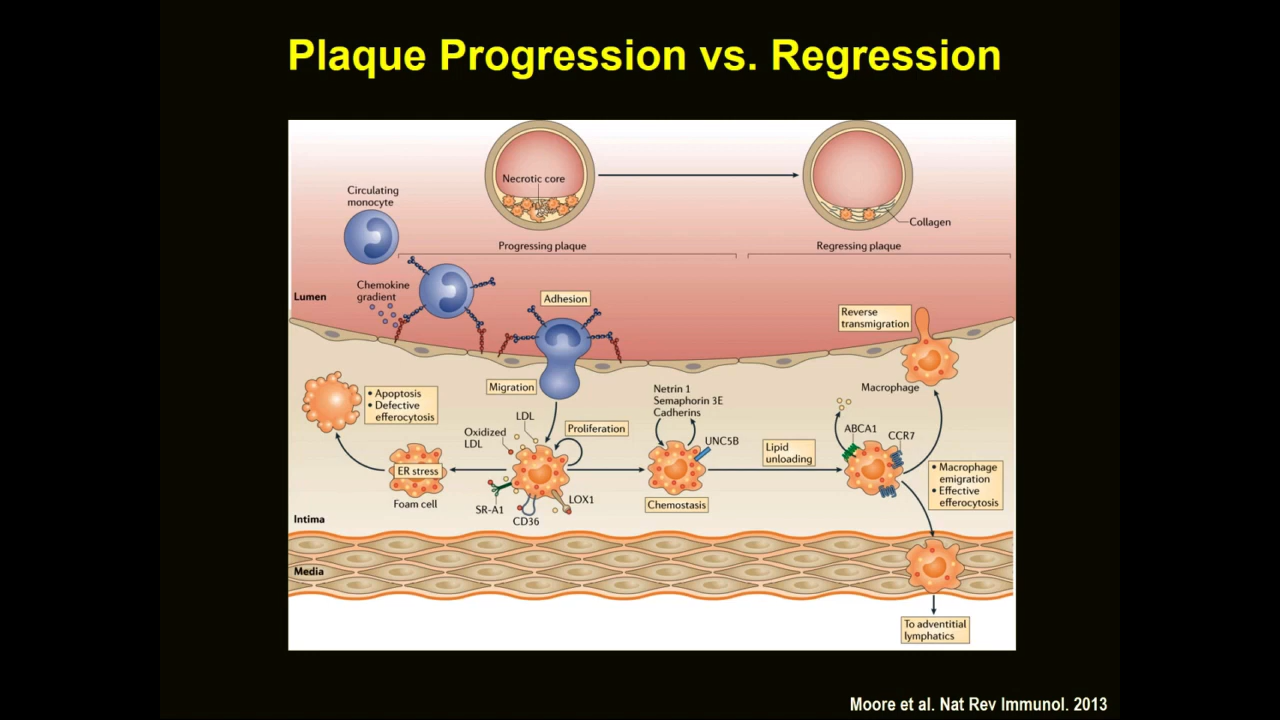 Plaque Progression vs. Regression
Necrotic core
Collagen
Progressing plaque
Regressing plaque
Circulating
monocyte
Chemokine
gradient
Lumen
Adhesion
Reverse
transmigration
Migration
Macrophage
• Apoptosis
• Defective
efferocytosis
Netrin 1
Semaphorin 3E
Cadherins
LDL
Oxidized
LDL
Proliferation
UNC5B
Lipid
unloading
ABCA1
CCR7
• Macrophage
emigration
• Effective
efferocytosis
ER stress
Foam cell
SR-A1
CD36
LOX1
Chemostasis
Intima
Media
To adventitial
lymphatics
Moore et al. Nat Rev Immunol. 2013